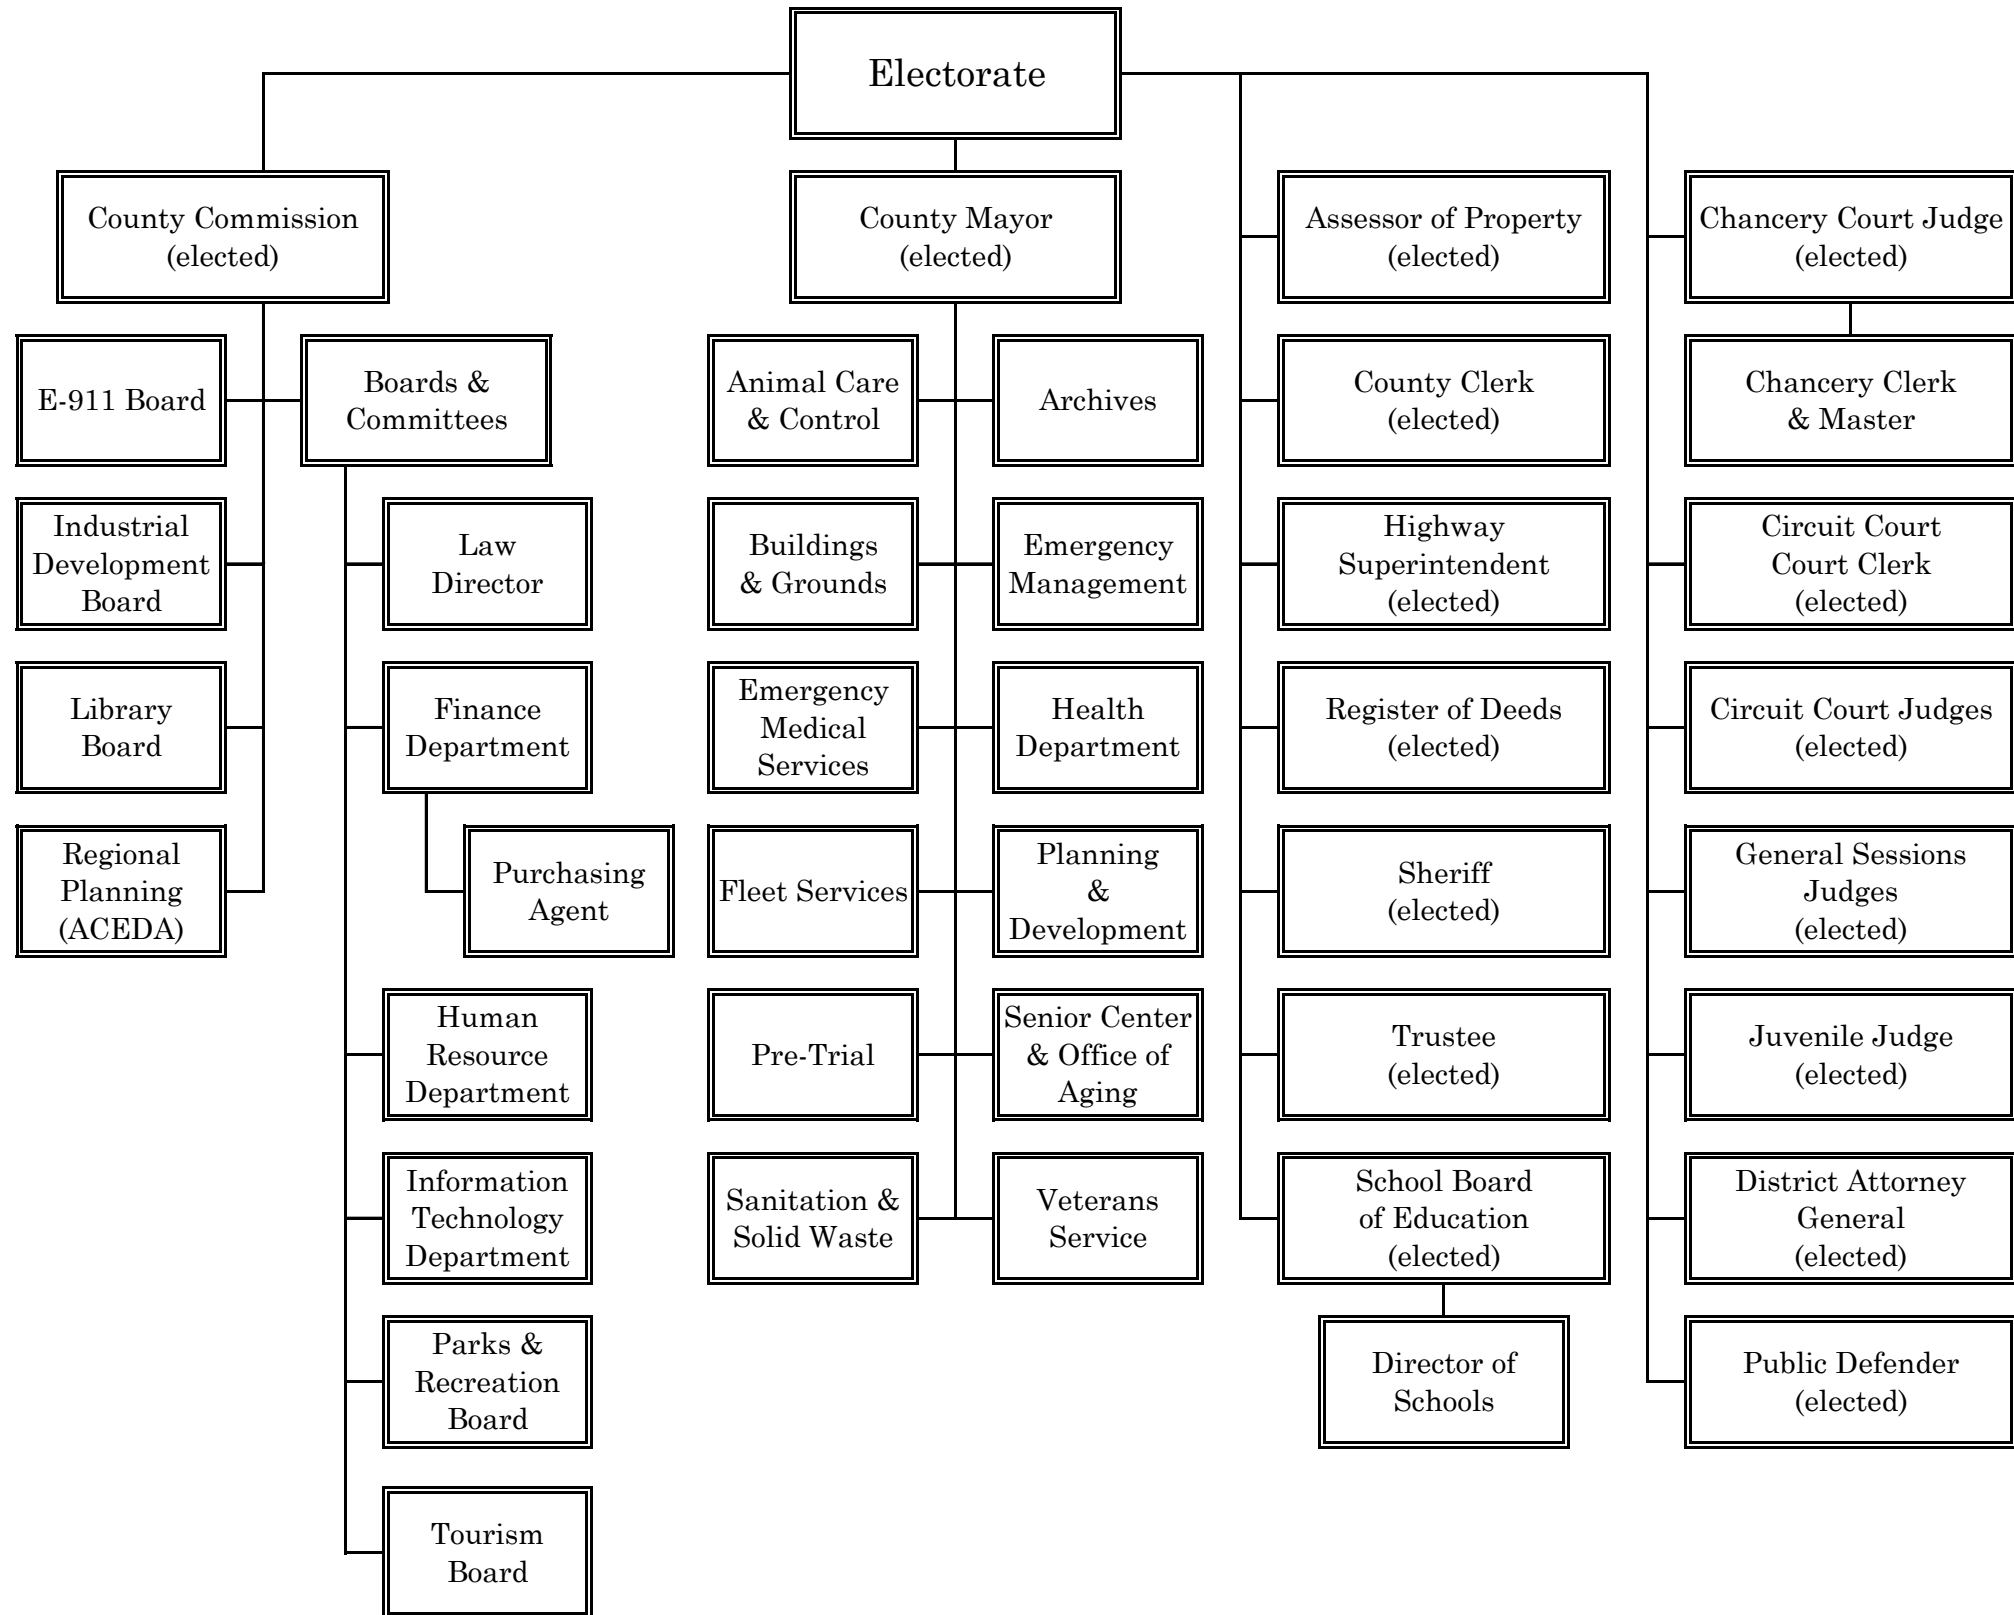 Electorate
County Commission
(elected)
County Mayor
(elected)
Assessor of Property
(elected)
Chancery Court Judge
(elected)
E-911 Board
Boards &
Committees
Animal Care
& Control
Archives
County Clerk
(elected)
Chancery Clerk
& Master
Industrial
Development
Board
Law
Director
Buildings
& Grounds
Emergency
Management
Highway
Superintendent
(elected)
Circuit Court
Court Clerk
(elected)
Library
Board
Finance
Department
Emergency
Medical
Services
Health
Department
Register of Deeds
(elected)
Circuit Court Judges
(elected)
Regional
Planning
(ACEDA)
Purchasing
Agent
Fleet Services
Planning
&
Development
Sheriff
(elected)
General Sessions
Judges
(elected)
Human
Resource
Department
Pre-Trial
Senior Center
& Office of
Aging
Trustee
(elected)
Juvenile Judge
(elected)
Information
Technology
Department
Sanitation &
Solid Waste
Veterans
Service
School Board
of Education
(elected)
District Attorney
General
(elected)
Parks &
Recreation
Board
Director of
Schools
Public Defender
(elected)
Tourism
Board